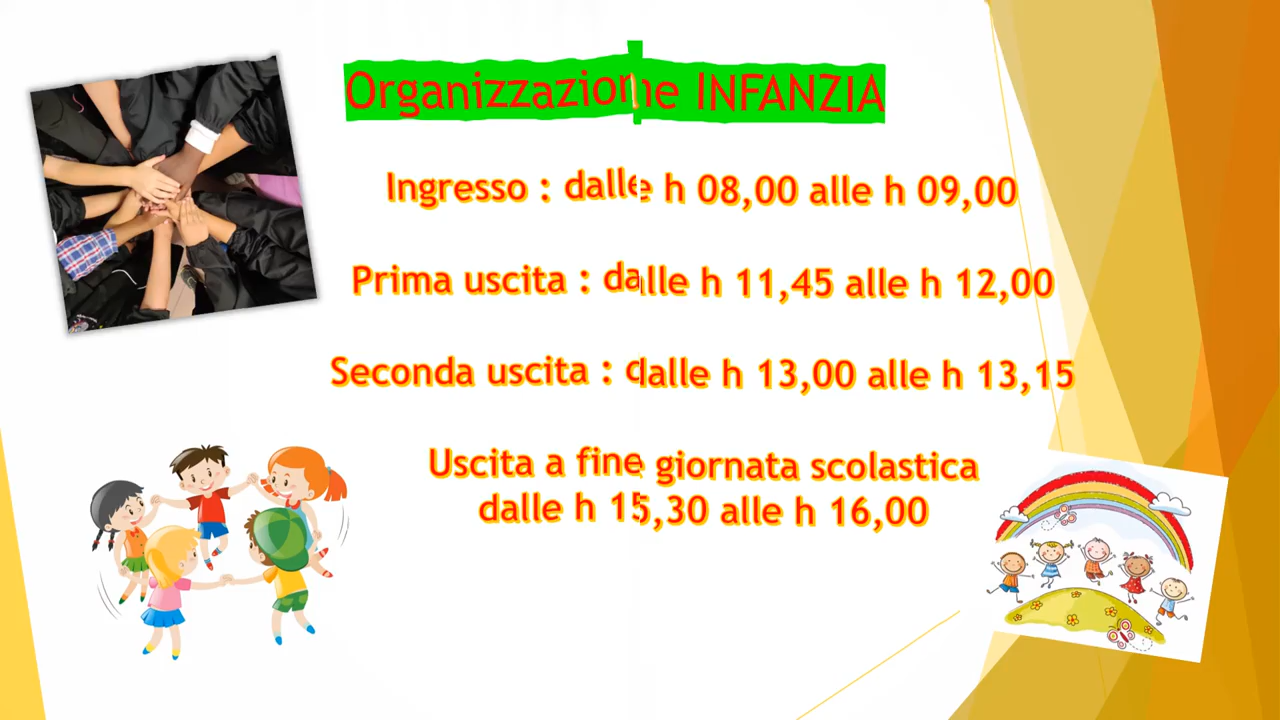 Organizzazione INFANZIA
Ingresso : dalle h 08,00 alle h 09,00
Prima uscita : dalle h 11,45 alle h 12,00
Seconda uscita : dalle h 13,00 alle h 13,15
Uscita a fine giornata scolastica
dalle h 15,30 alle h 16,00